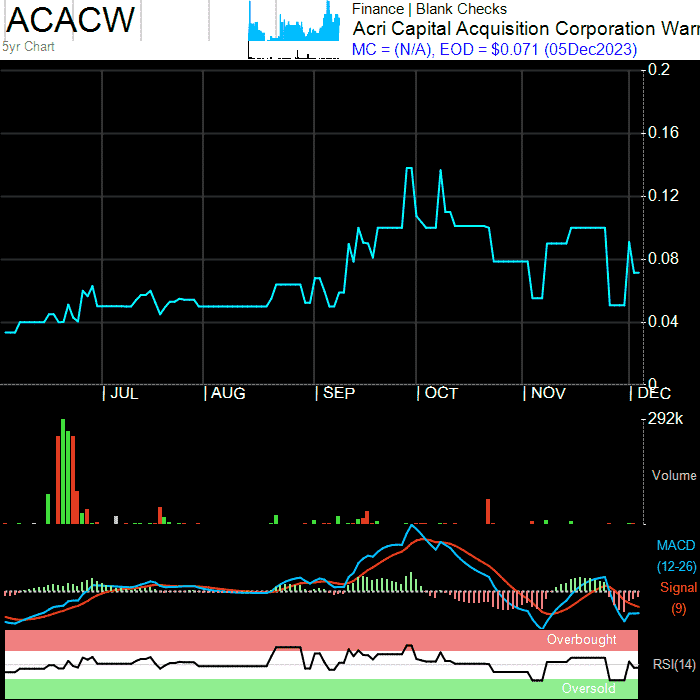 ACACW
5yr Chart
Finance | Blank Checks
Acri Capital Acquisition Corporation Warr
MC = (N/A), EOD = $0.071 (05Dec2023)
0.2
0.16
0.12
0.08
0.04
0
JUL AUG SEP OCT NOV DEC
292k
Volume
MACD
(12-26)
Signal
(9)
Overbought
RSI(14)
Oversold